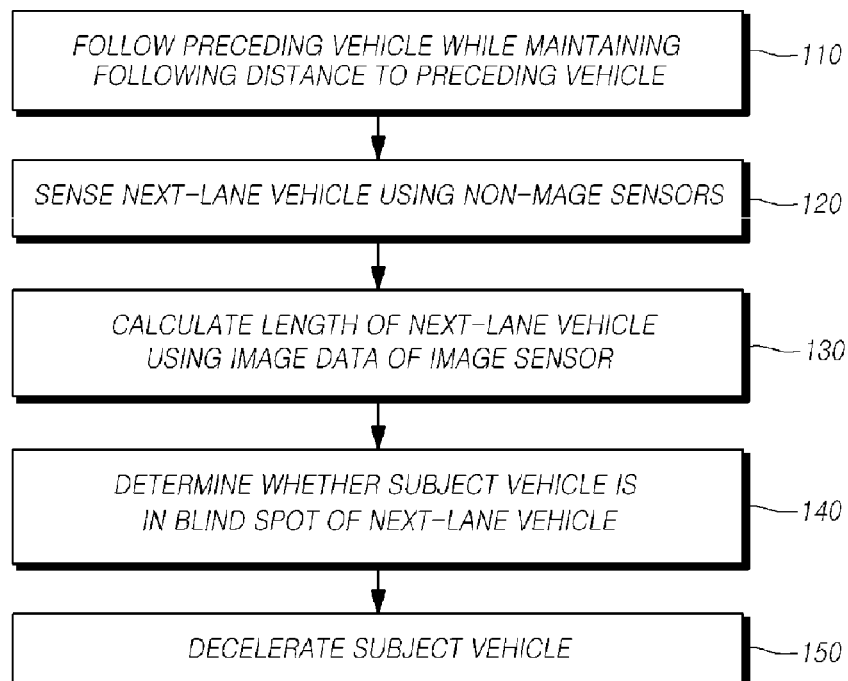 FOLLOW PRECEDING VEHICLE WHILE MAINTAINING
FOLLOWING DISTANCE TO PRECEDING VEHICLE
110
SENSE NEXT-LANE VEHICLE USING NON-MAGE SENSORS
120
CALCULATE LENGTH OF NEXT-LANE VEHICLE
USING IMAGE DATA OF IMAGE SENSOR
130
DETERMINE WHETHER SUBJECT VEHICLE IS
IN BLIND SPOT OF NEXT-LANE VEHICLE
140
DECELERATE SUBJECT VEHICLE
150